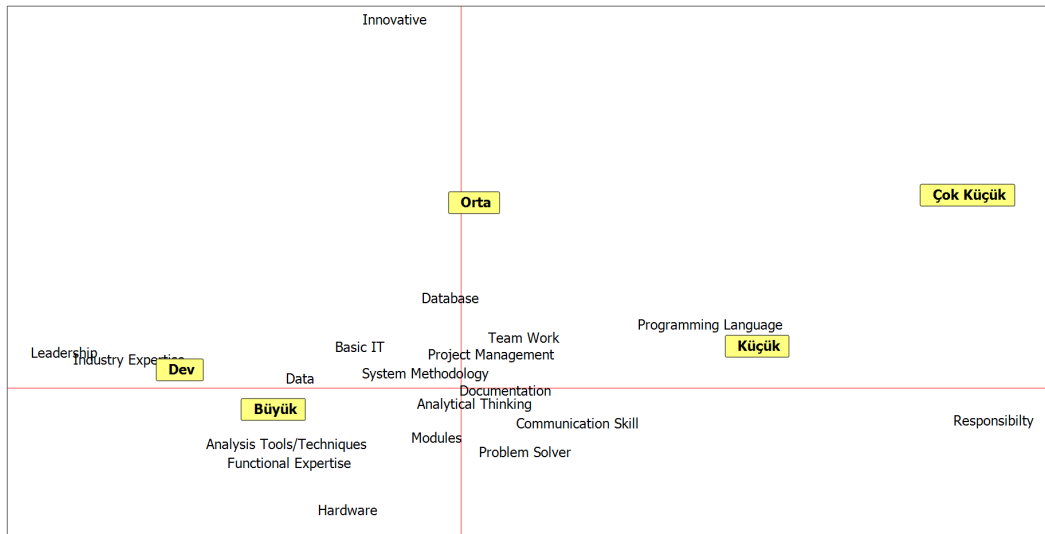 Innovative
Çok Küçük
Orta
Database
Programming Language
Team Work
Küçük
Basic IT
Project Management
Leadership
Industry Expertise
Dev
System Methodology
Data
Documentation
Analytical Thinking
Büyük
Responsibilty
Communication Skill
Modules
Analysis Tools/Techniques
Problem Solver
Functional Expertise
Hardware